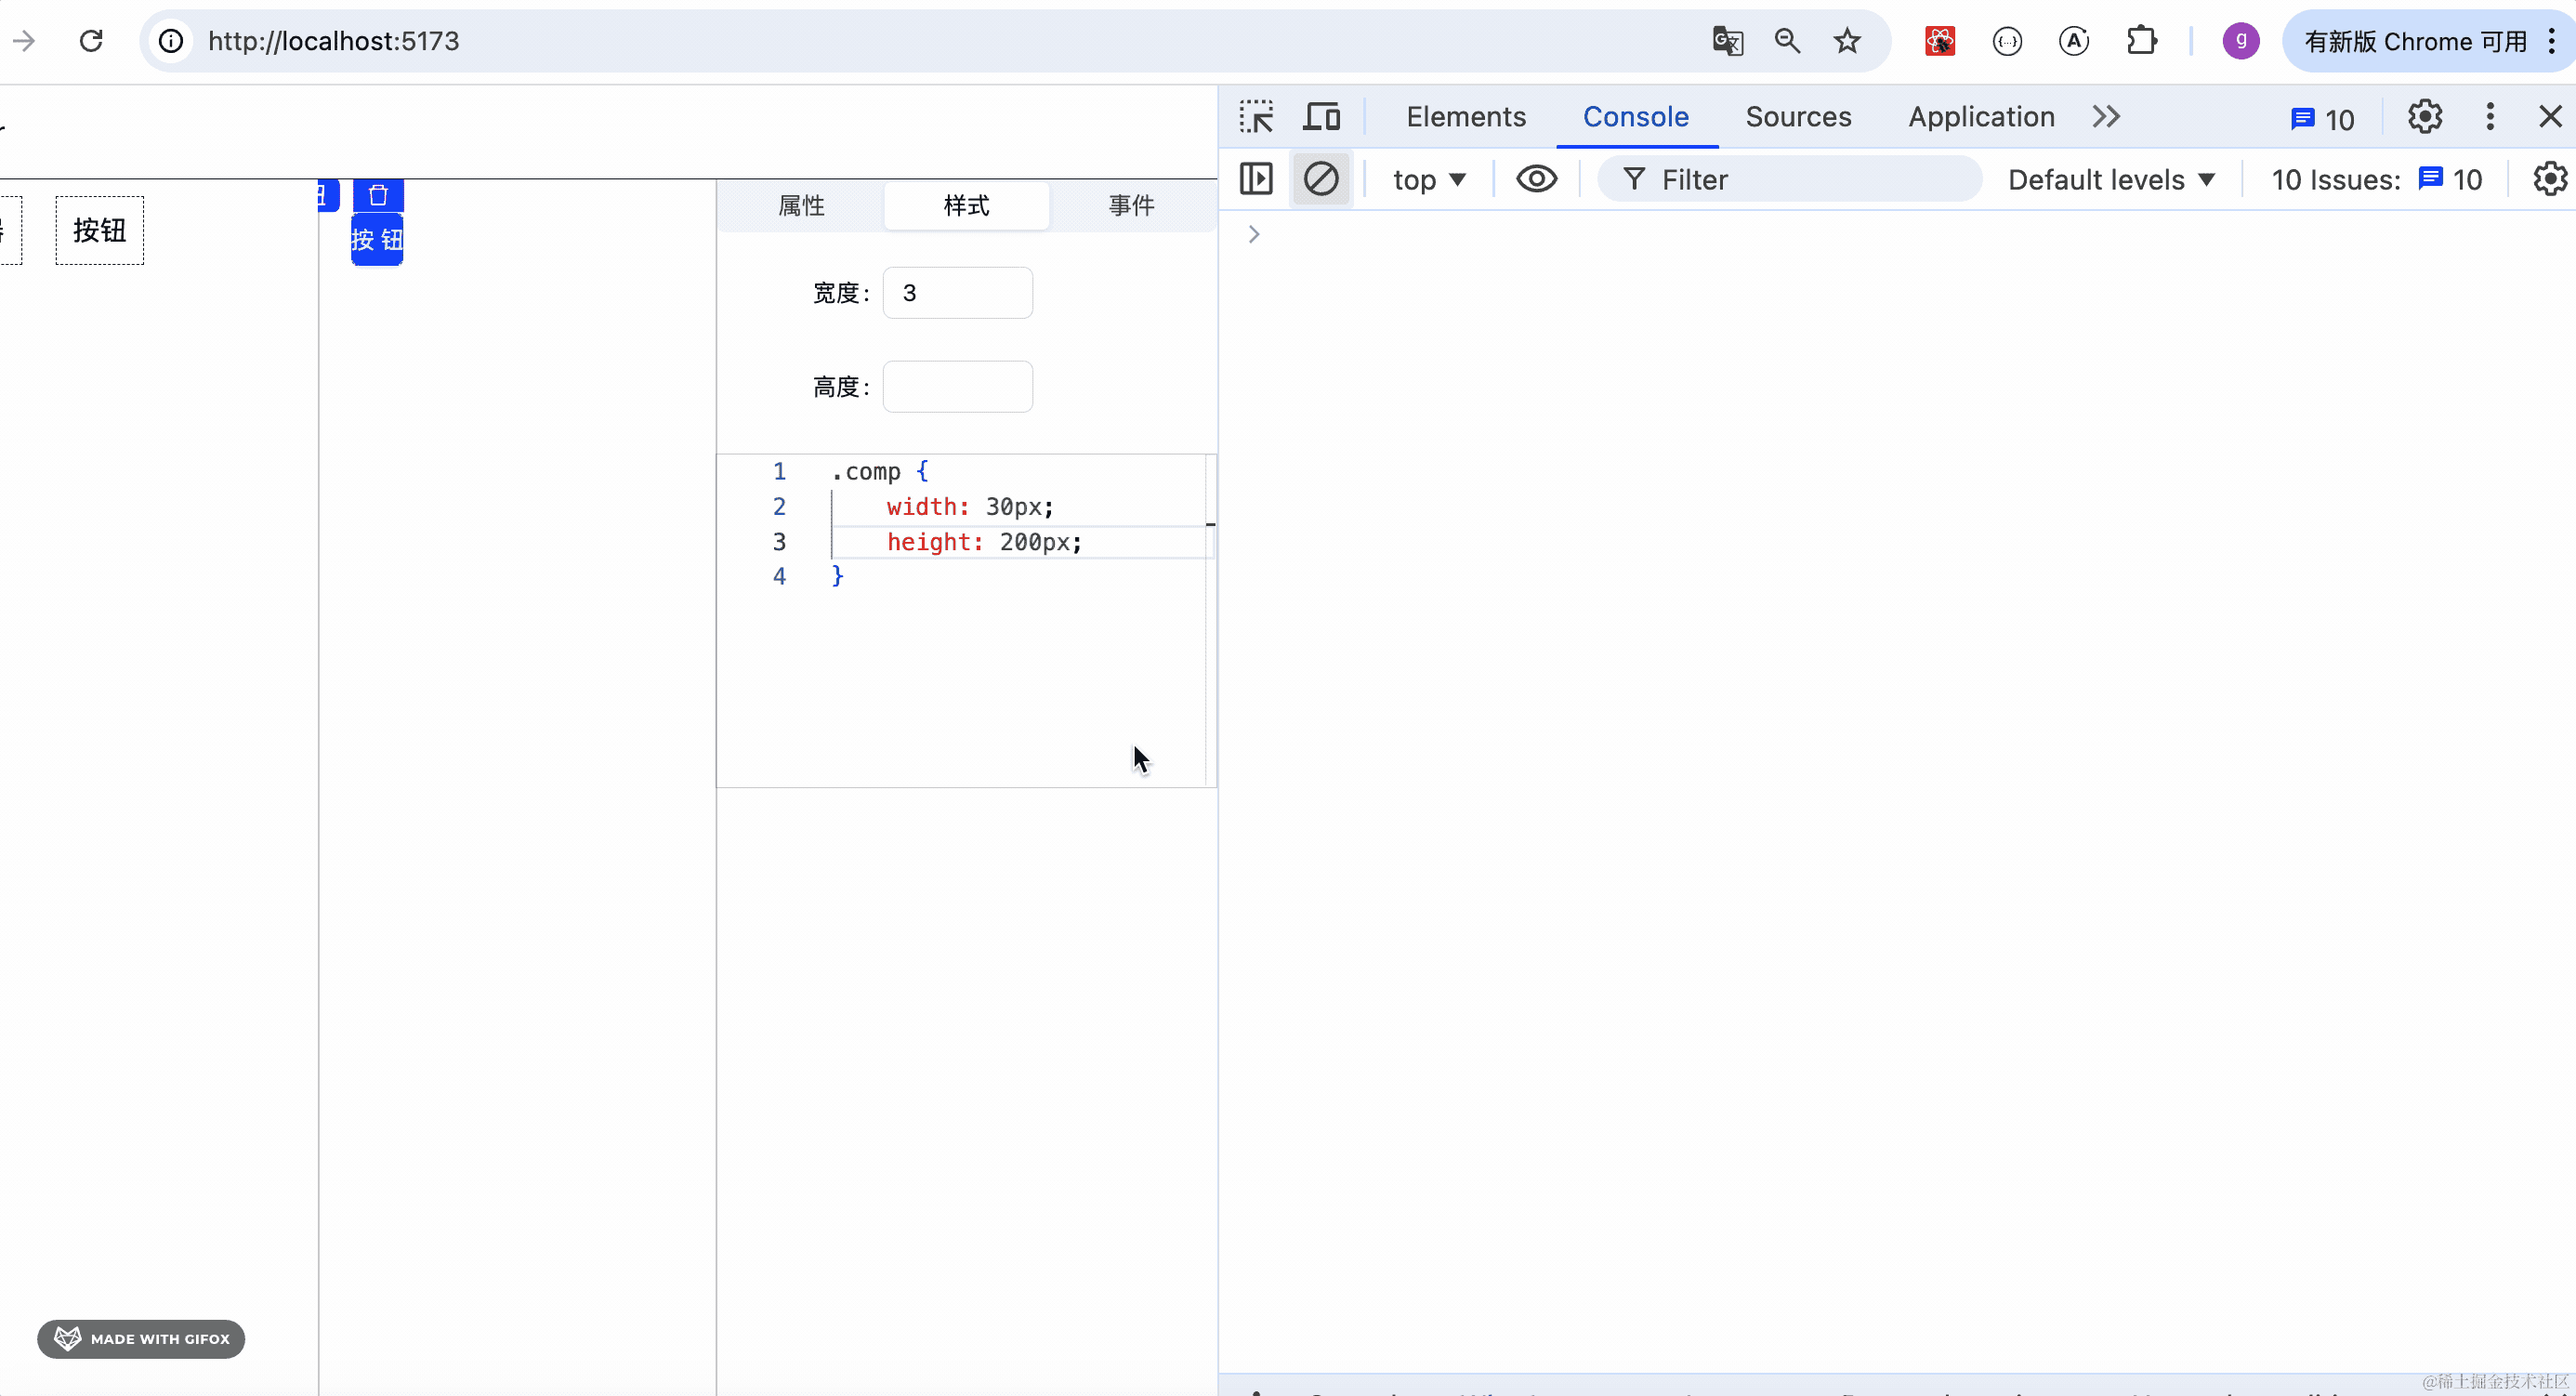 http://localhost:5173
g
有新版 Chrome 可用
Elements
Console
Sources
Application
10
top
Filter
Default levels
10 Issues:
10
按钮
按 钮
属性
样式
事件
宽度:
3
高度:
1 .comp {
2 width: 30px;
3 height: 200px;
4 }
MADE WITH GIFOX
@稀土掘金技术社区